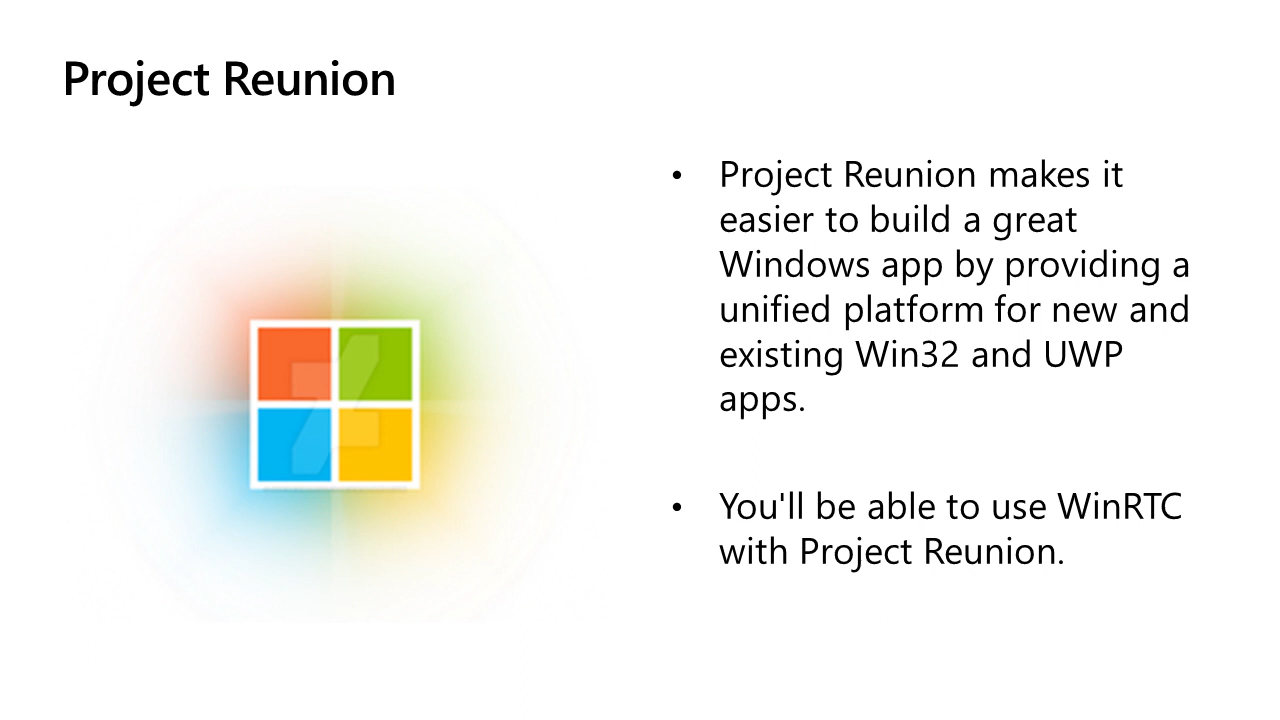 Project Reunion
• Project Reunion makes it
easier to build a great
Windows app by providing a
unified platform for new and
existing Win32 and UWP
apps.
• You'll be able to use WinRTC
with Project Reunion.